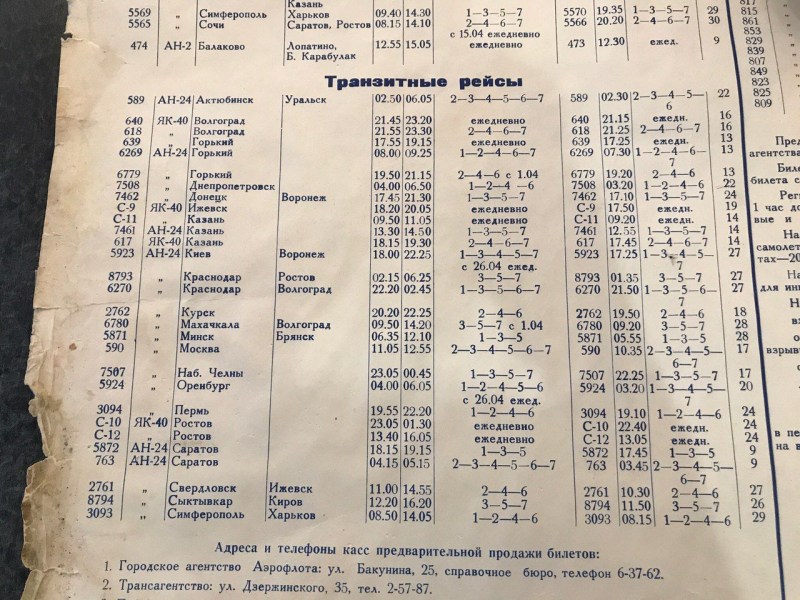 Казань
5569 „ Симферополь Харьков 09.40 14.30 1—3—5—7 5570 19.35 1—3—5—7 29
5565 „ Сочи Саратов, Ростов 08.15 14.10 2—4—6—7 5566 20.20 2—4—6—7 30
с 15.04 ежедневно
474 АН-2 Балаково Лопатино, 12.55 15.05 ежедневно 473 12.30 ежед. 9
Б. Карабулак
817
815
861
853
829
839
807
849
823
825
809
Транзитные рейсы
589 АН-24 Актюбинск Уральск 02.50 06.05 2—3—4—5—6—7 589 02.30 2—3—4—5— 22
6
640 ЯК-40 Волгоград 21.45 23.20 ежедневно 640 21.15 ежедн. 16
618 „ Волгоград 21.55 23.30 2—4—6—7 618 21.25 2—4—6—7 16
639 „ Горький 17.55 19.15 ежедневно 639 17.25 ежедн. 13
6269 АН-24 Горький 08.00 09.25 1—2—4—6—7 6269 07.30 1—2—4—6— 13
7
6779 „ Горький 19.50 21.15 2—4—6 с 1.04 6779 19.20 2—4—6 13
7508 „ Днепропетровск 04.00 06.50 1—2—4—6 7508 03.20 1—2—4—6 22
7462 „ Донецк Воронеж 17.45 21.30 1—3—5—7 7462 17.10 1—3—5—7 24
С-9 ЯК-40 Ижевск 18.20 20.05 ежедневно С-9 17.50 ежедн. 19
С-11 „ Казань 09.50 11.05 ежедневно С-11 09.20 ежедн. 14
7461 АН-24 Казань 13.30 14.50 1—3—5—7 7461 12.55 1—3—5—7 14
617 ЯК-40 Казань 18.15 19.30 2—4—6—7 617 17.45 2—4—6—7 14
5923 АН-24 Киев Воронеж 18.00 22.25 1—3—4—5—7 5923 17.25 1—3—4—5— 27
с 26.04 ежед. 7
8793 „ Краснодар Ростов 02.15 06.25 3—5—7 8793 01.35 3—5—7 27
6270 „ Краснодар Волгоград 22.20 02.45 1—3—5—6—7 6270 21.50 1—3—5—6— 27
7
2762 „ Курск 20.20 22.25 2—4—6 2762 19.50 2—4—6 18
6780 „ Махачкала Волгоград 09.50 14.20 3—5—7 с 1.04 6780 09.20 3—5—7 28
5871 „ Минск Брянск 06.35 12.10 1—3—5 5871 05.55 1—3—5 28
590 „ Москва 11.05 12.55 2—3—4—5—6—7 590 10.35 2—3—4—5— 17
6—7
7507 „ Наб. Челны 23.05 00.45 1—3—5—7 7507 22.25 1—3—5—7 17
5924 „ Оренбург 04.00 06.05 1—2—4—5—6 5924 03.20 1—3—4—5— 20
с 26.04 ежед. 7
3094 „ Пермь 19.55 22.20 1—2—4—6 3094 19.10 1—2—4—6 24
С-10 ЯК-40 Ростов 23.05 01.30 ежедневно С-10 22.40 ежедн. 24
С-12 „ Ростов 13.40 16.05 ежедневно С-12 13.05 ежедн. 24
5872 АН-24 Саратов 18.15 19.15 1—3—5 5872 17.45 1—3—5 9
763 АН-24 Саратов 04.15 05.15 2—3—4—5—6—7 763 03.45 2—3—4—5— 9
6—7
2761 „ Свердловск Ижевск 11.00 14.55 2—4—6 2761 10.30 2—4—6 27
8794 „ Сыктывкар Киров 12.20 16.20 3—5—7 8794 11.50 3—5—7 26
3093 „ Симферополь Харьков 08.50 14.05 1—2—4—6 3093 08.15 1—2—4—6 29
Адреса и телефоны касс предварительной продажи билетов:
1. Городское агентство Аэрофлота: ул. Бакунина, 25, справочное бюро, телефон 6-37-62.
2. Трансагентство: ул. Дзержинского, 35, тел. 2-57-87.